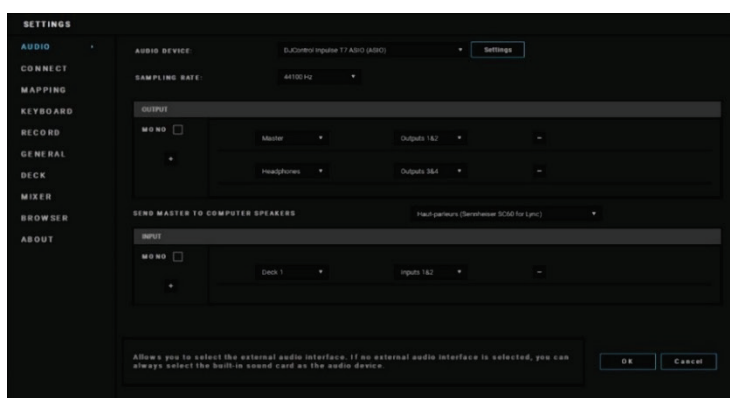 SETTINGS
AUDIO
CONNECT
MAPPING
KEYBOARD
RECORD
GENERAL
DECK
MIXER
BROWSER
ABOUT
AUDIO DEVICE: DJControl Inpulse T7 ASIO (ASIO) Settings
SAMPLING RATE: 44100 Hz
OUTPUT
MONO
Master Outputs 1&2 –
+
Headphones Outputs 3&4 –
SEND MASTER TO COMPUTER SPEAKERS Haut-parleurs (Sennheiser SC60 for Lync)
INPUT
MONO
Deck 1 Inputs 1&2 –
+
Allows you to select the external audio interface. If no external audio interface is selected, you can
always select the built-in sound card as the audio device.
OK Cancel